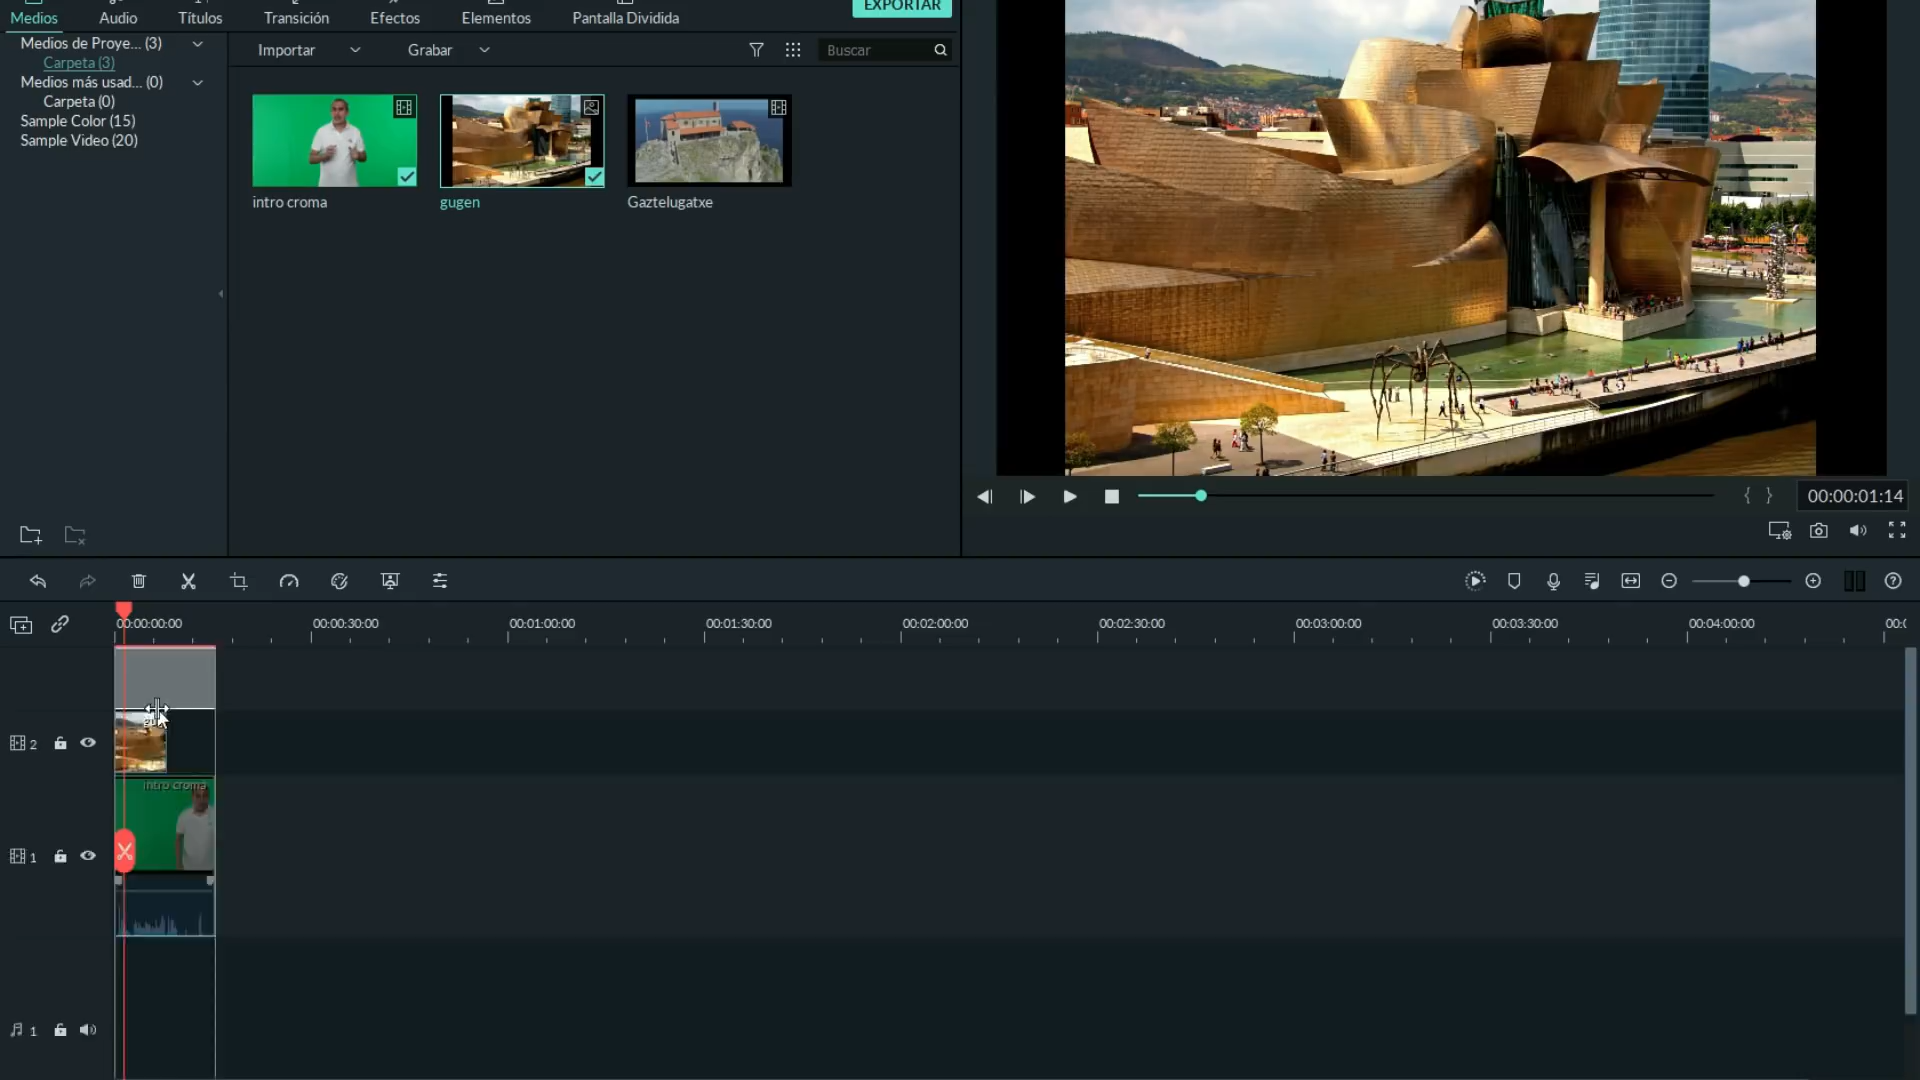 Medios
Audio
Títulos
Transición
Efectos
Elementos
Pantalla Dividida
EXPORTAR
Medios de Proye... (3)
Carpeta (3)
Medios más usad... (0)
Carpeta (0)
Sample Color (15)
Sample Video (20)
Importar
Grabar
Buscar
intro croma
gugen
Gaztelugatxe
00:00:01:14
00:00:00:00
00:00:30:00
00:01:00:00
00:01:30:00
00:02:00:00
00:02:30:00
00:03:00:00
00:03:30:00
00:04:00:00
2
intro croma
1
1